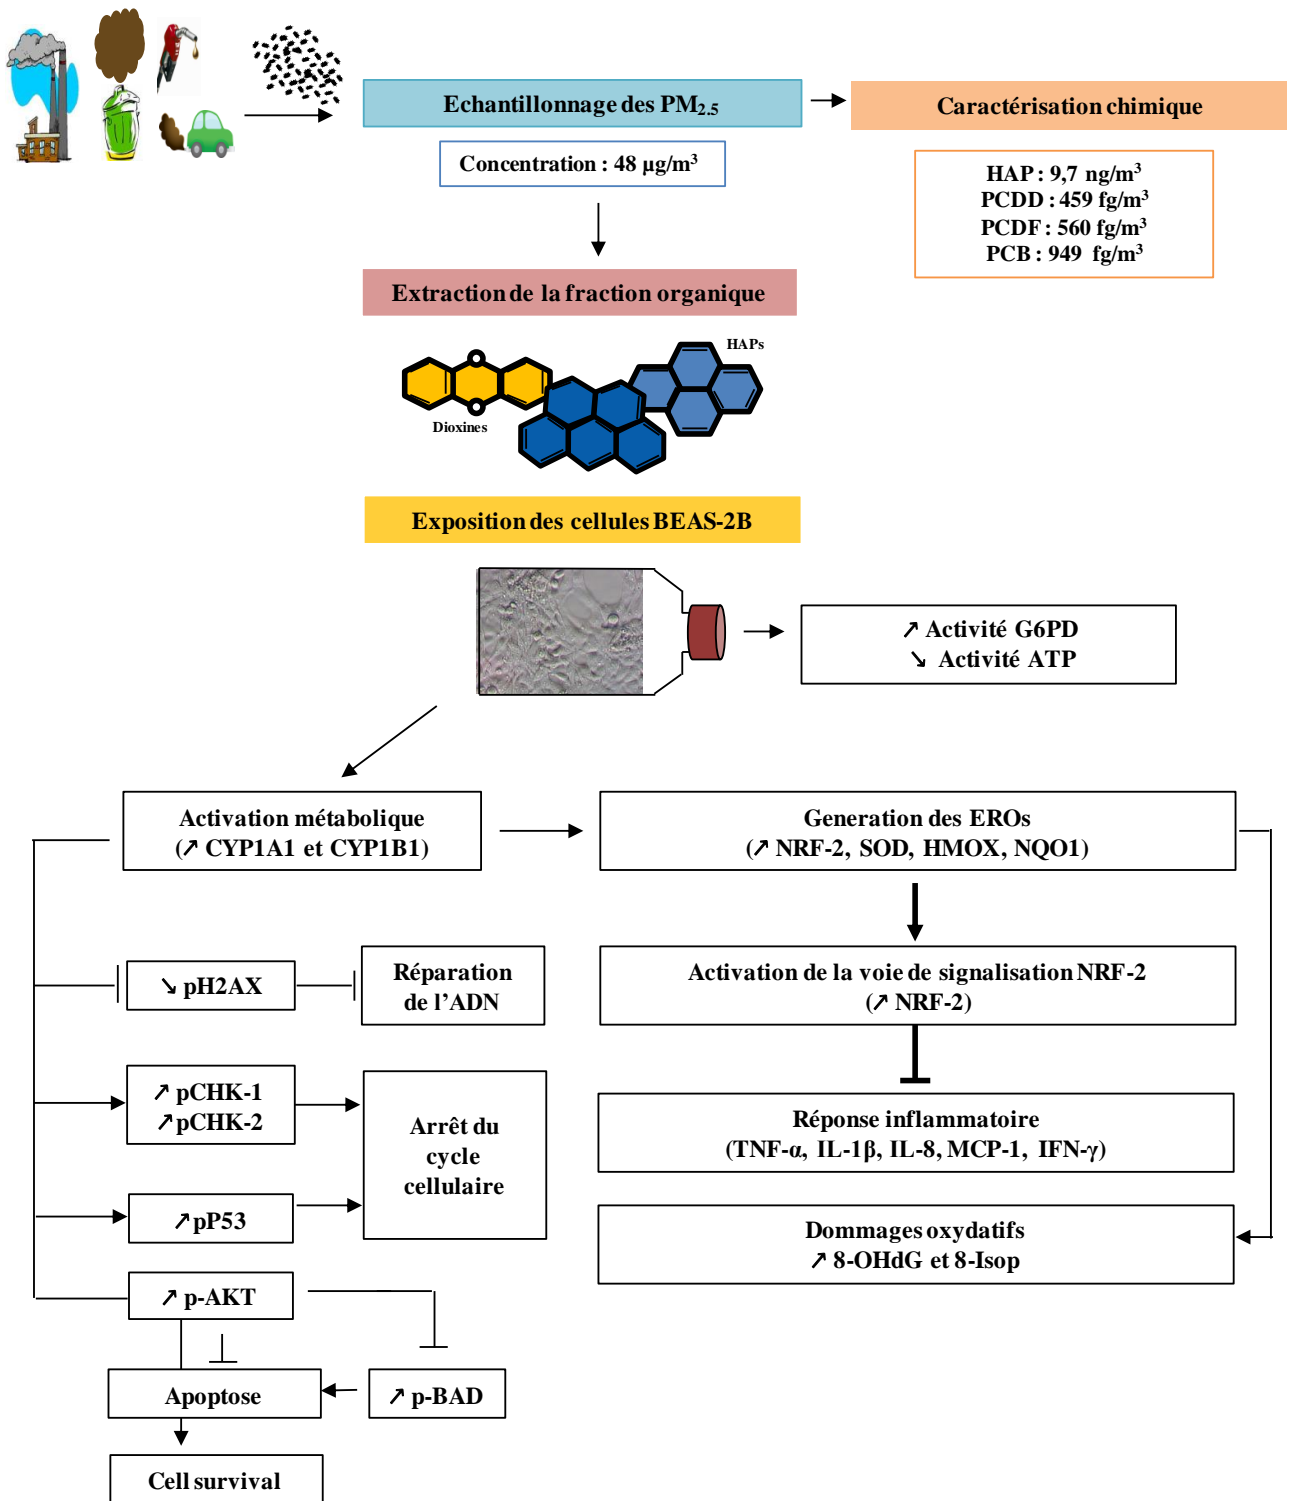 Echantillonnage des PM2.5
Caractérisation chimique
Concentration : 48 µg/m³
HAP : 9,7 ng/m³
PCDD : 459 fg/m³
PCDF : 560 fg/m³
PCB : 949 fg/m³
Extraction de la fraction organique
HAPs
Dioxines
Exposition des cellules BEAS-2B
↗ Activité G6PD
↘ Activité ATP
Activation métabolique
(↗ CYP1A1 et CYP1B1)
Generation des EROs
(↗ NRF-2, SOD, HMOX, NQO1)
↘ pH2AX
Réparation
de l’ADN
Activation de la voie de signalisation NRF-2
(↗ NRF-2)
↗ pCHK-1
↗ pCHK-2
Arrêt du
cycle
cellulaire
Réponse inflammatoire
(TNF-α, IL-1β, IL-8, MCP-1, IFN-γ)
↗ pP53
Dommages oxydatifs
↗ 8-OHdG et 8-Isop
↗ p-AKT
Apoptose
↗ p-BAD
Cell survival